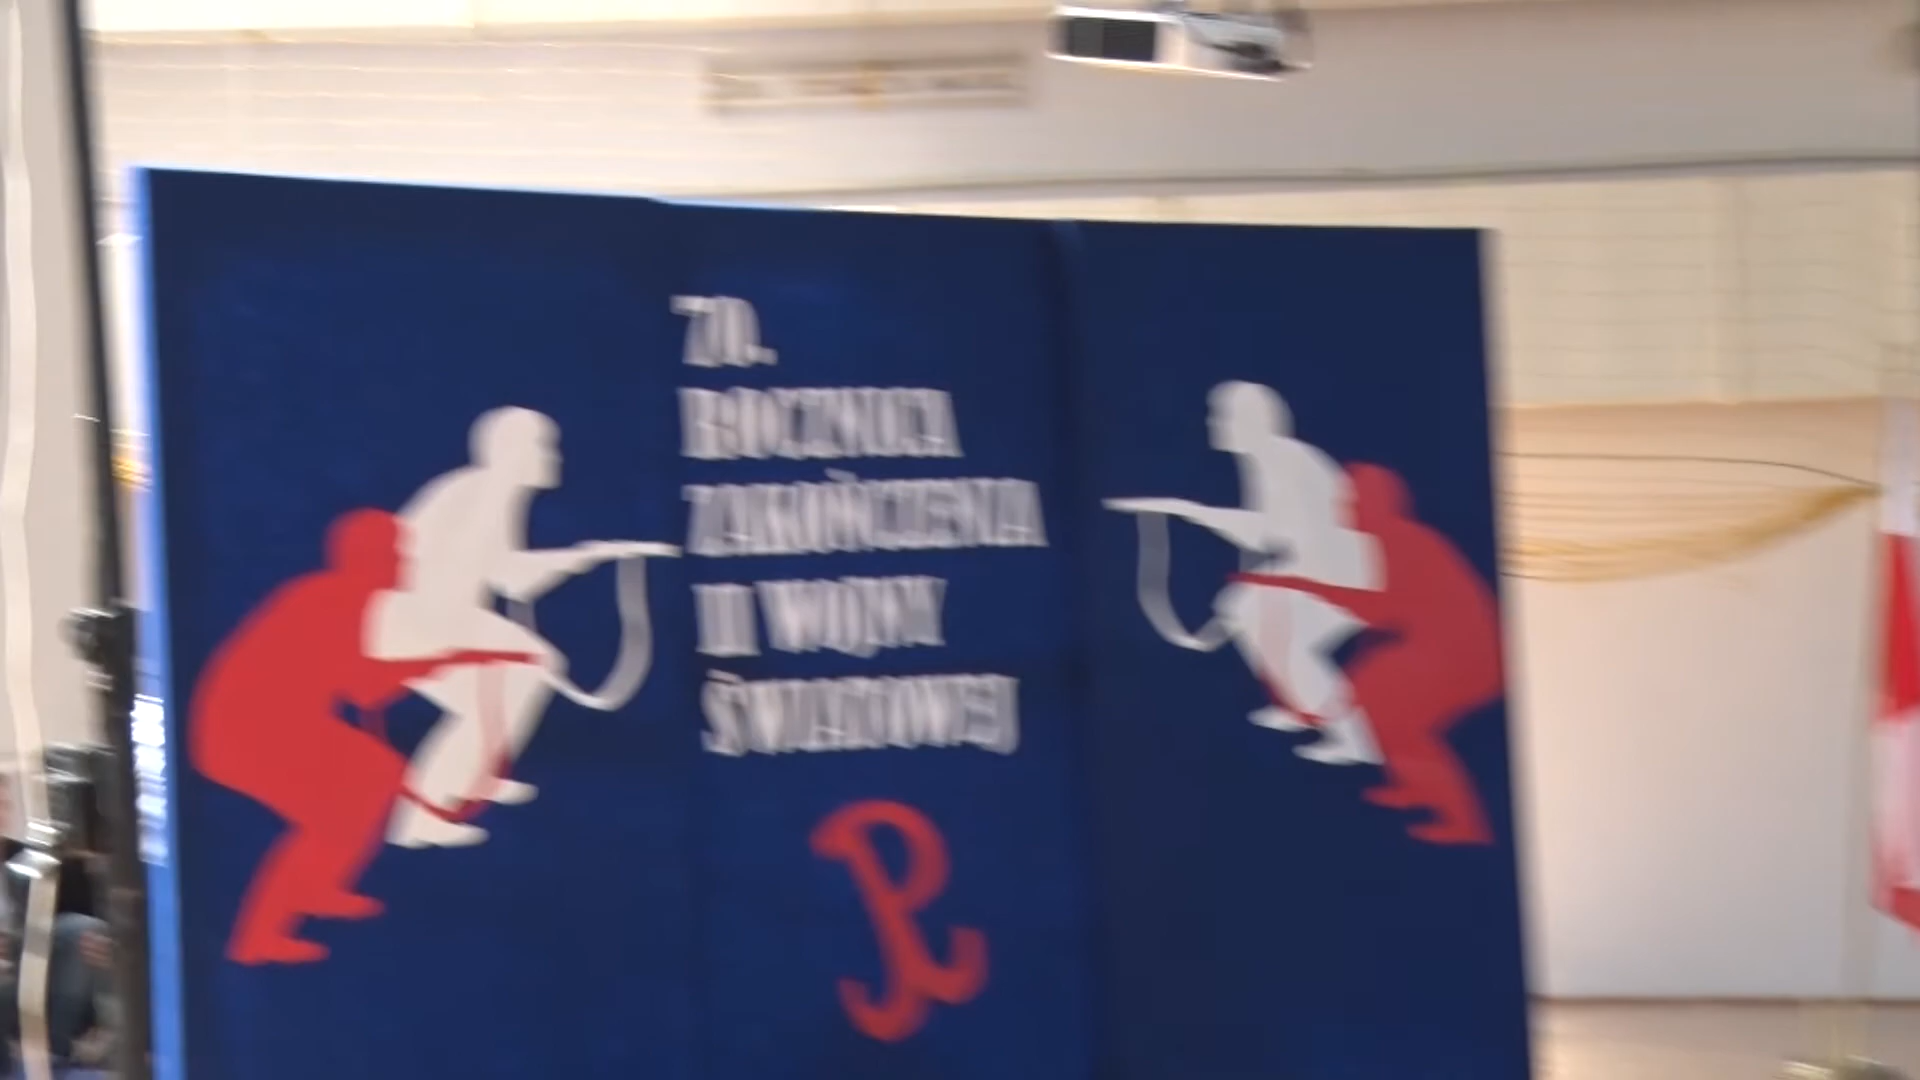 70.
ROCZNICA
ZAKOŃCZENIA
II WOJNY
ŚWIATOWEJ